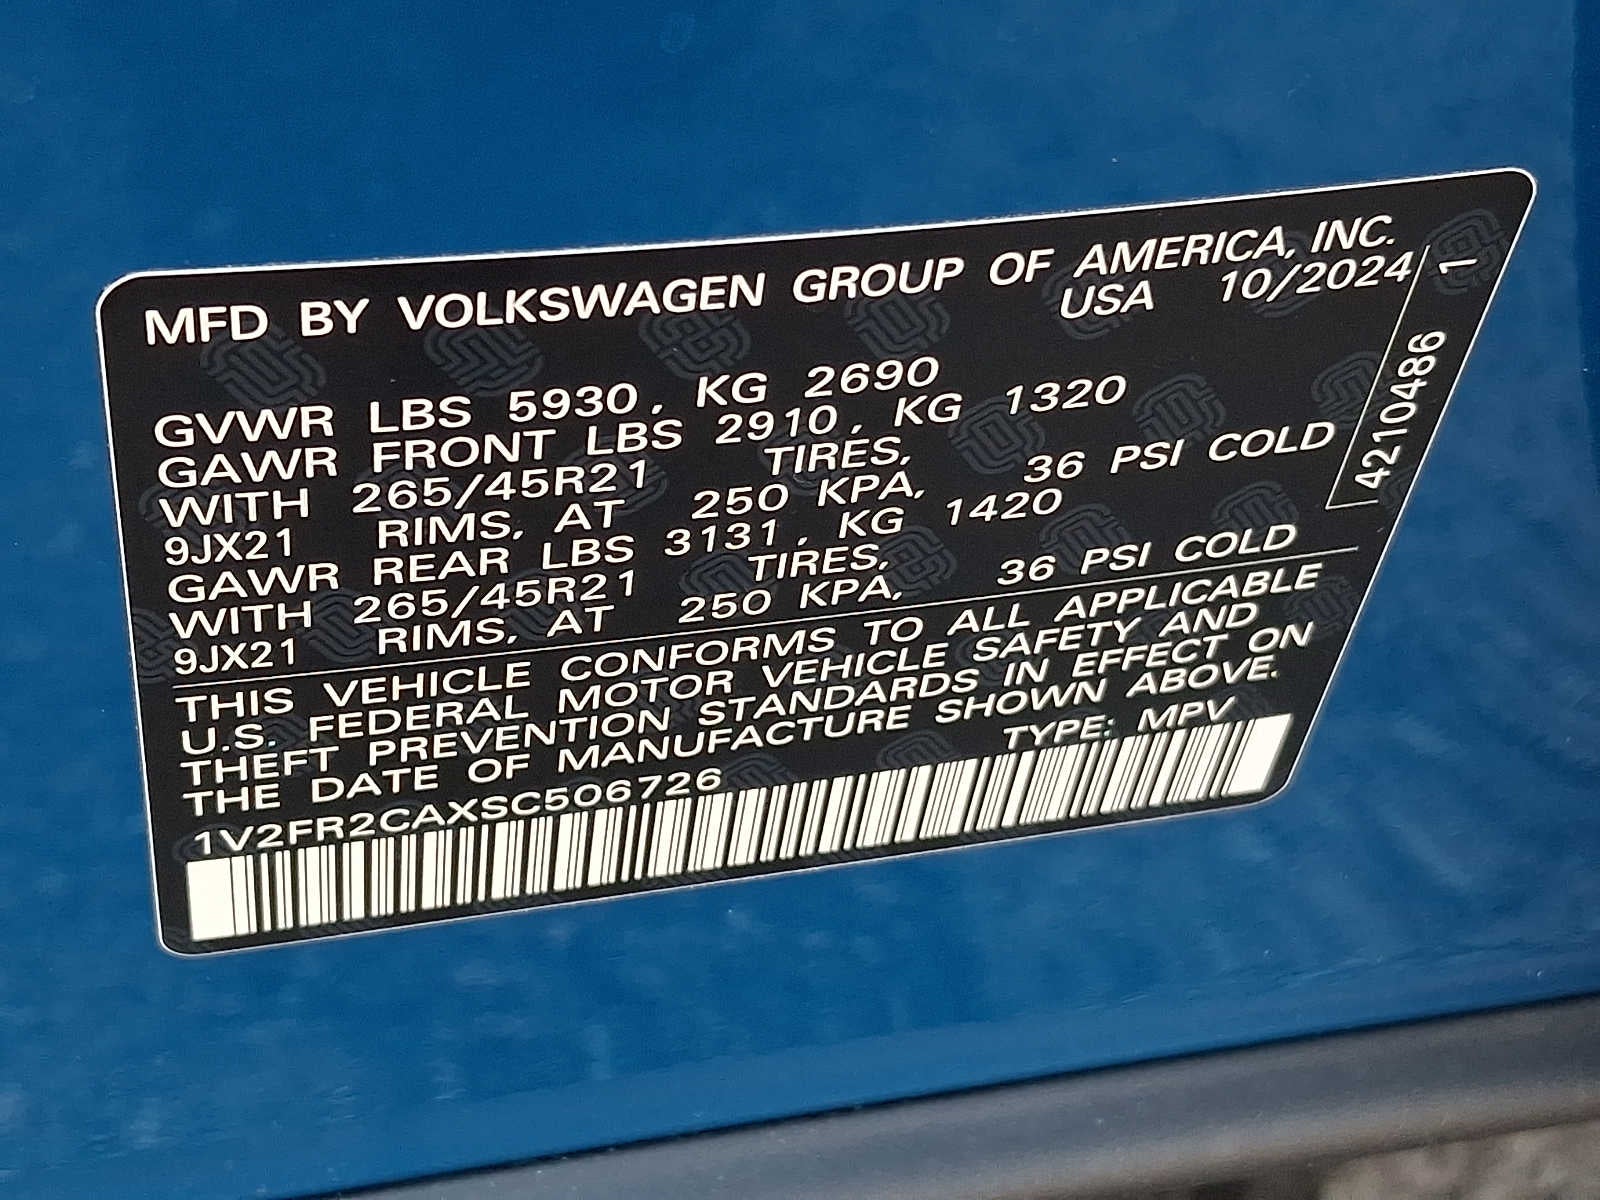 MFD BY VOLKSWAGEN GROUP OF AMERICA, INC.
USA 10/2024
GVWR LBS 5930, KG 2690
GAWR FRONT LBS 2910, KG 1320
WITH 265/45R21 TIRES,
9JX21 RIMS, AT 250 KPA, 36 PSI COLD
GAWR REAR LBS 3131, KG 1420
WITH 265/45R21 TIRES,
9JX21 RIMS, AT 250 KPA, 36 PSI COLD
THIS VEHICLE CONFORMS TO ALL APPLICABLE
U.S. FEDERAL MOTOR VEHICLE SAFETY AND
THEFT PREVENTION STANDARDS IN EFFECT ON
THE DATE OF MANUFACTURE SHOWN ABOVE.
TYPE: MPV
1V2FR2CAXSC506726
4210486 1